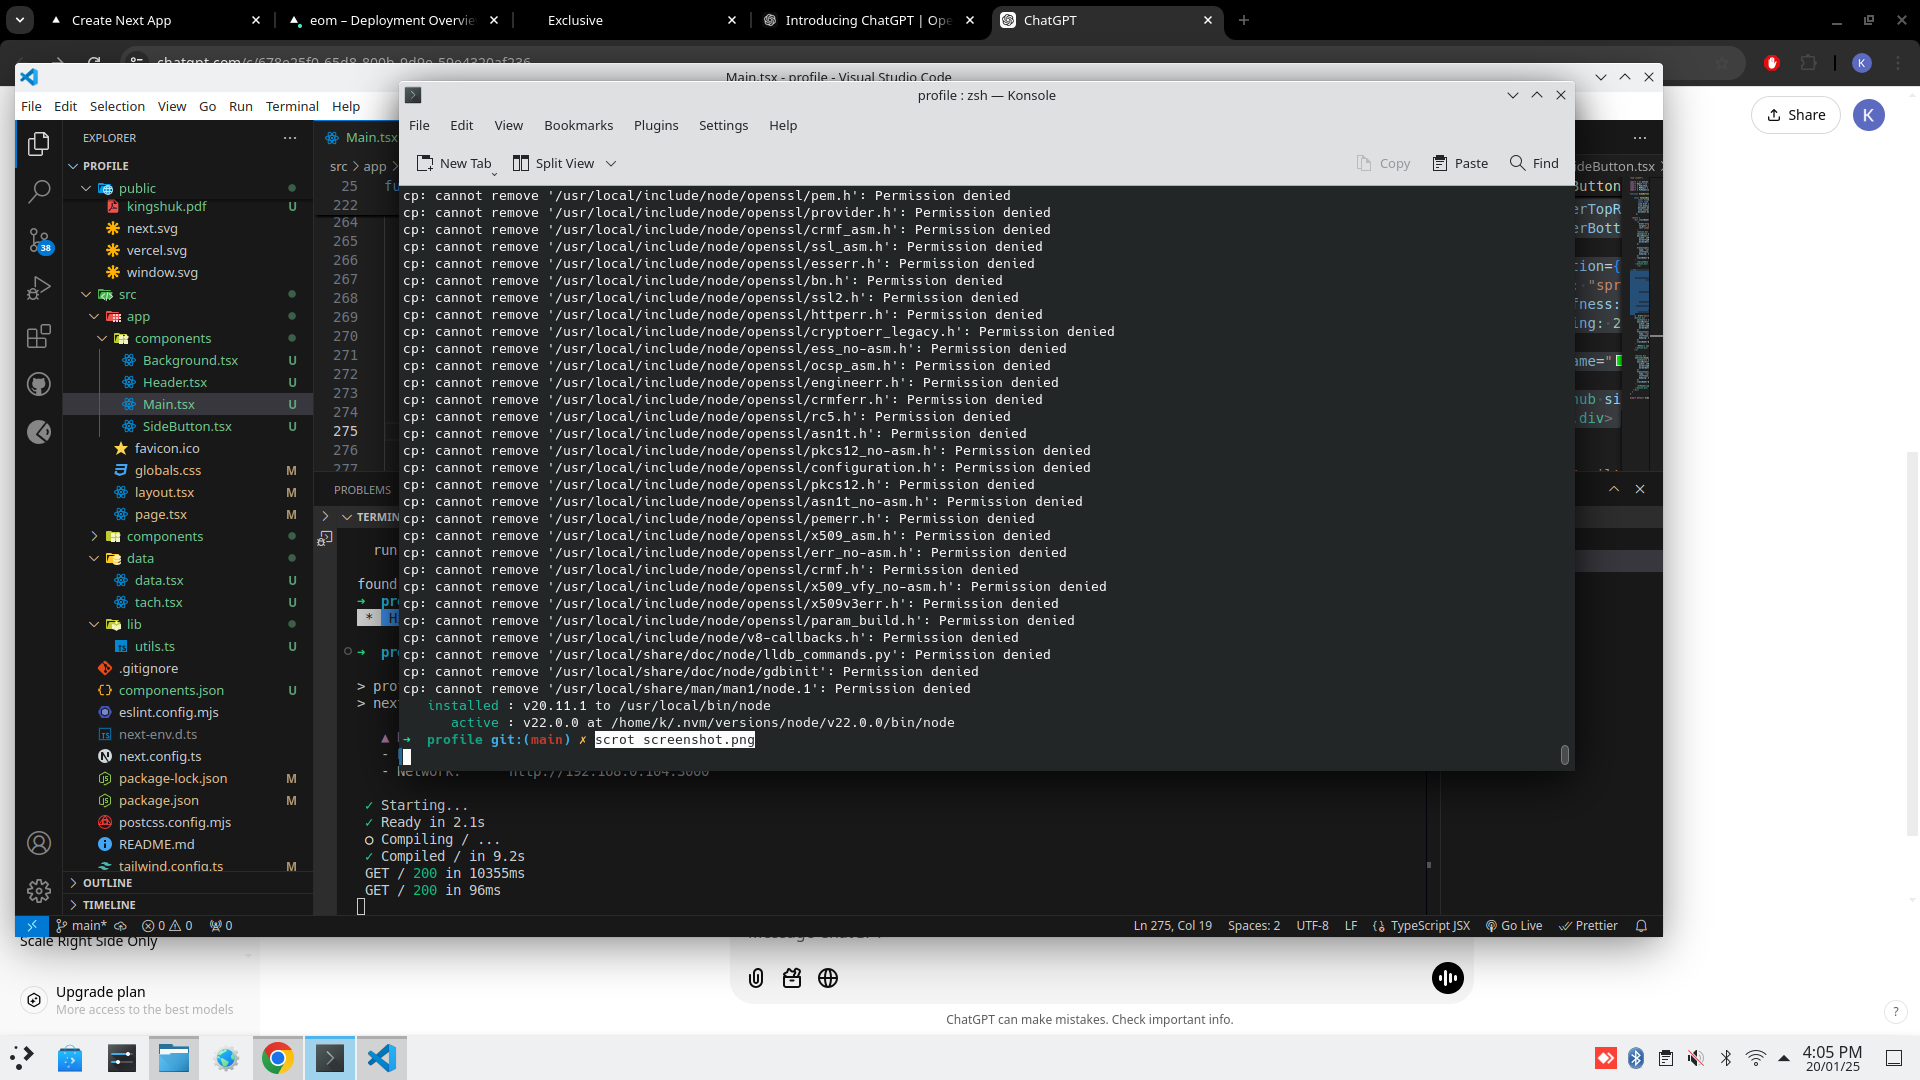 Create Next App
eom – Deployment Overvie
Exclusive
Introducing ChatGPT | Ope
ChatGPT
chatgpt.com/c/678e25f0-65d8-800b-9d9e-59e4320af236
K
Main.tsx - profile - Visual Studio Code
File Edit Selection View Go Run Terminal Help
Share
K
EXPLORER
PROFILE
public
kingshuk.pdf U
next.svg
vercel.svg
window.svg
38
src
app
components
Background.tsx U
Header.tsx U
Main.tsx U
SideButton.tsx U
favicon.ico
globals.css M
layout.tsx M
page.tsx M
components
data
data.tsx U
tach.tsx U
lib
utils.ts U
.gitignore
components.json U
eslint.config.mjs
next-env.d.ts
next.config.ts
package-lock.json M
package.json M
postcss.config.mjs
README.md
tailwind.config.ts M
OUTLINE
TIMELINE
Main.tsx
src > app >
25 fu
222
264
265
266
267
268
269
270
271
272
273
274
275
276
277
PROBLEMS
TERMIN
run
found
pro
* H
pro
> pro
> nex
profile : zsh — Konsole
File Edit View Bookmarks Plugins Settings Help
New Tab Split View Copy Paste Find
cp: cannot remove '/usr/local/include/node/openssl/pem.h': Permission denied
cp: cannot remove '/usr/local/include/node/openssl/provider.h': Permission denied
cp: cannot remove '/usr/local/include/node/openssl/crmf_asm.h': Permission denied
cp: cannot remove '/usr/local/include/node/openssl/ssl_asm.h': Permission denied
cp: cannot remove '/usr/local/include/node/openssl/esserr.h': Permission denied
cp: cannot remove '/usr/local/include/node/openssl/bn.h': Permission denied
cp: cannot remove '/usr/local/include/node/openssl/ssl2.h': Permission denied
cp: cannot remove '/usr/local/include/node/openssl/httperr.h': Permission denied
cp: cannot remove '/usr/local/include/node/openssl/cryptoerr_legacy.h': Permission denied
cp: cannot remove '/usr/local/include/node/openssl/ess_no-asm.h': Permission denied
cp: cannot remove '/usr/local/include/node/openssl/ocsp_asm.h': Permission denied
cp: cannot remove '/usr/local/include/node/openssl/engineerr.h': Permission denied
cp: cannot remove '/usr/local/include/node/openssl/crmferr.h': Permission denied
cp: cannot remove '/usr/local/include/node/openssl/rc5.h': Permission denied
cp: cannot remove '/usr/local/include/node/openssl/asn1t.h': Permission denied
cp: cannot remove '/usr/local/include/node/openssl/pkcs12_no-asm.h': Permission denied
cp: cannot remove '/usr/local/include/node/openssl/configuration.h': Permission denied
cp: cannot remove '/usr/local/include/node/openssl/pkcs12.h': Permission denied
cp: cannot remove '/usr/local/include/node/openssl/asn1t_no-asm.h': Permission denied
cp: cannot remove '/usr/local/include/node/openssl/pemerr.h': Permission denied
cp: cannot remove '/usr/local/include/node/openssl/x509_asm.h': Permission denied
cp: cannot remove '/usr/local/include/node/openssl/err_no-asm.h': Permission denied
cp: cannot remove '/usr/local/include/node/openssl/crmf.h': Permission denied
cp: cannot remove '/usr/local/include/node/openssl/x509_vfy_no-asm.h': Permission denied
cp: cannot remove '/usr/local/include/node/openssl/x509v3err.h': Permission denied
cp: cannot remove '/usr/local/include/node/openssl/param_build.h': Permission denied
cp: cannot remove '/usr/local/include/node/v8-callbacks.h': Permission denied
cp: cannot remove '/usr/local/share/doc/node/lldb_commands.py': Permission denied
cp: cannot remove '/usr/local/share/doc/node/gdbinit': Permission denied
cp: cannot remove '/usr/local/share/man/man1/node.1': Permission denied
installed : v20.11.1 to /usr/local/bin/node
active : v22.0.0 at /home/k/.nvm/versions/node/v22.0.0/bin/node
➜ profile git:(main) ✗ scrot screenshot.png
- Network: http://192.168.0.104:3000
✓ Starting...
✓ Ready in 2.1s
○ Compiling / ...
✓ Compiled / in 9.2s
GET / 200 in 10355ms
GET / 200 in 96ms
ideButton.tsx
Button
erTopR
erBott
tion={
: "spr
fness:
ing: 2
ame="
ub si
div>
main* 0 0 0
Ln 275, Col 19 Spaces: 2 UTF-8 LF TypeScript JSX Go Live Prettier
Scale Right Side Only
Message ChatGPT
Upgrade plan
More access to the best models
ChatGPT can make mistakes. Check important info.
?
4:05 PM
20/01/25